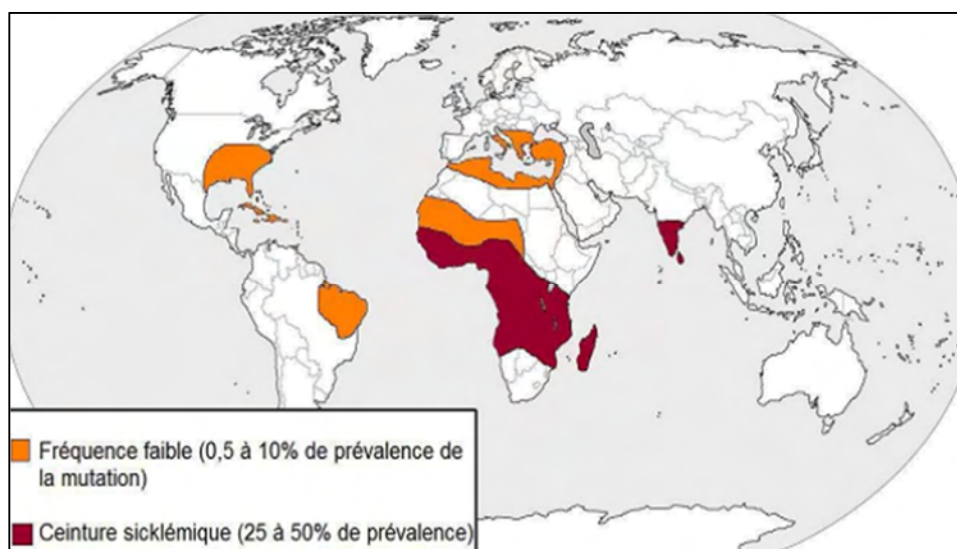 Fréquence faible (0,5 à 10% de prévalence de
la mutation)
Ceinture sicklémique (25 à 50% de prévalence)